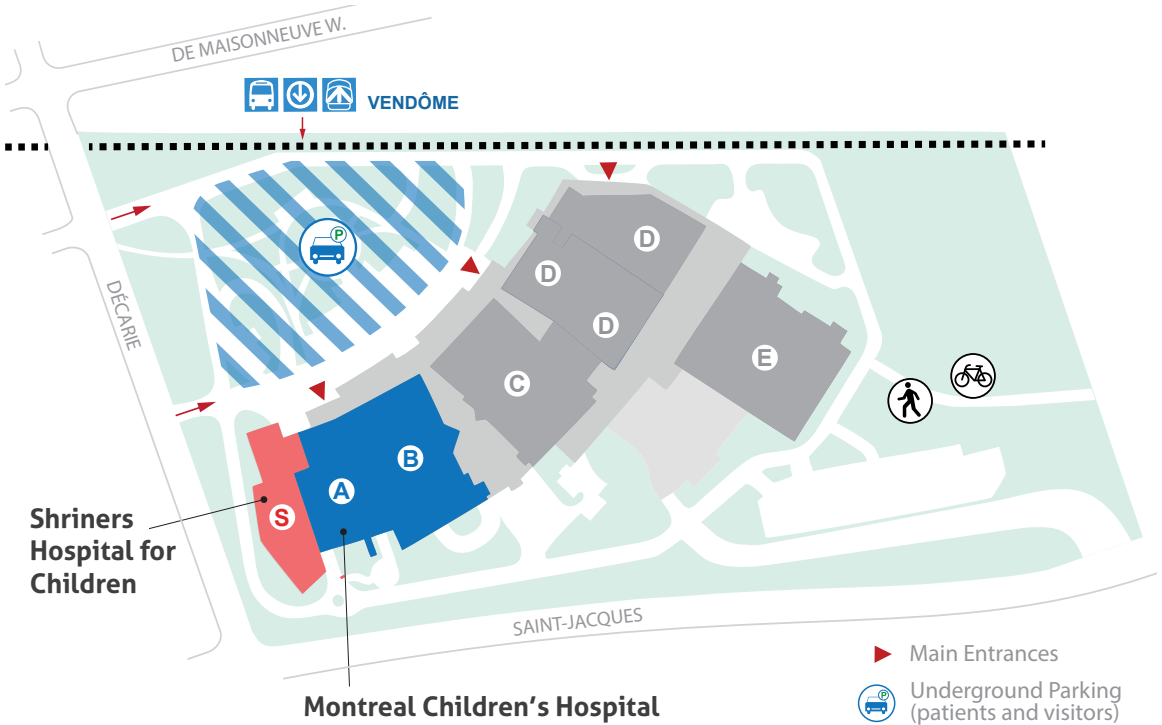 DE MAISONNEUVE W.
VENDÔME
P
D
D
D
DÉCARIE
E
C
B
A
S
Shriners
Hospital for
Children
SAINT-JACQUES
Montreal Children's Hospital
Main Entrances
P
Underground Parking
(patients and visitors)